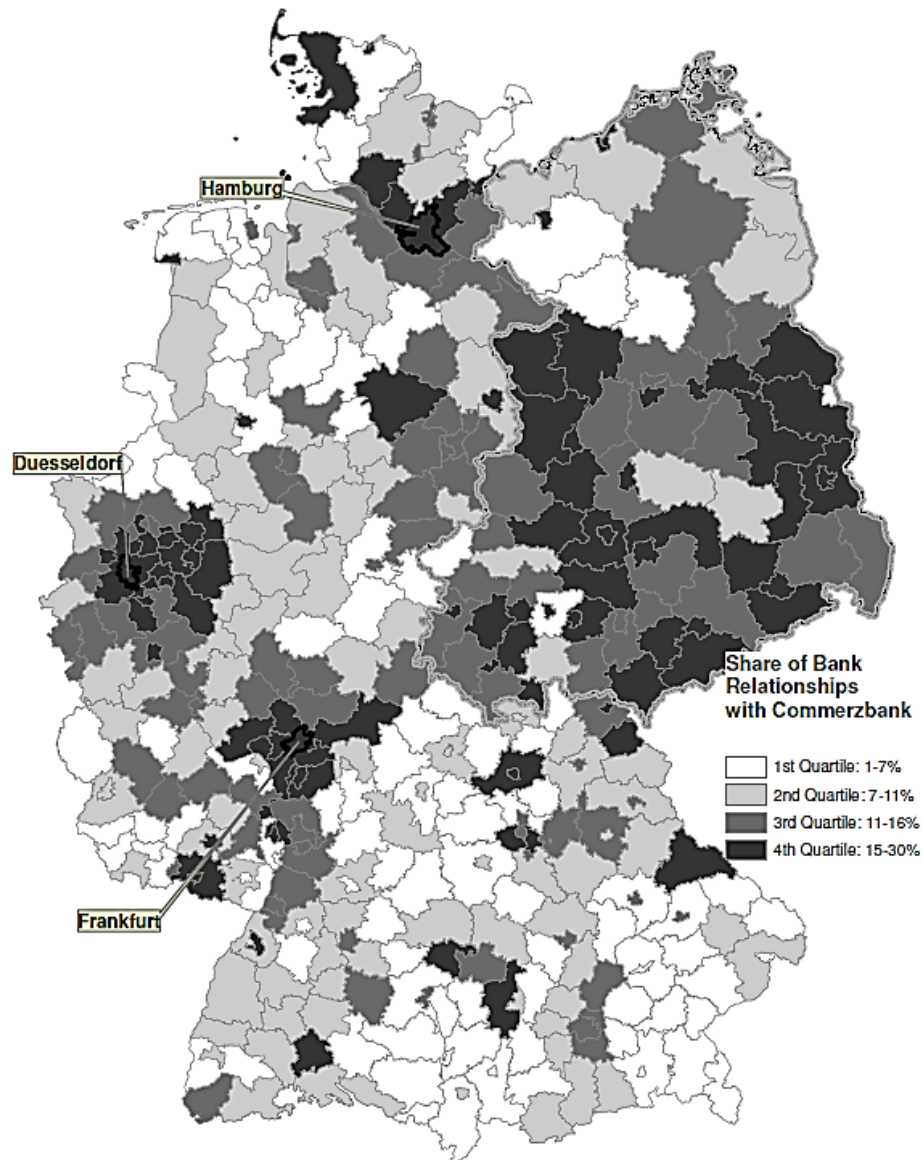 Hamburg
Duesseldorf
Share of Bank
Relationships
with Commerzbank
1st Quartile: 1-7%
2nd Quartile: 7-11%
3rd Quartile: 11-16%
4th Quartile: 15-30%
Frankfurt